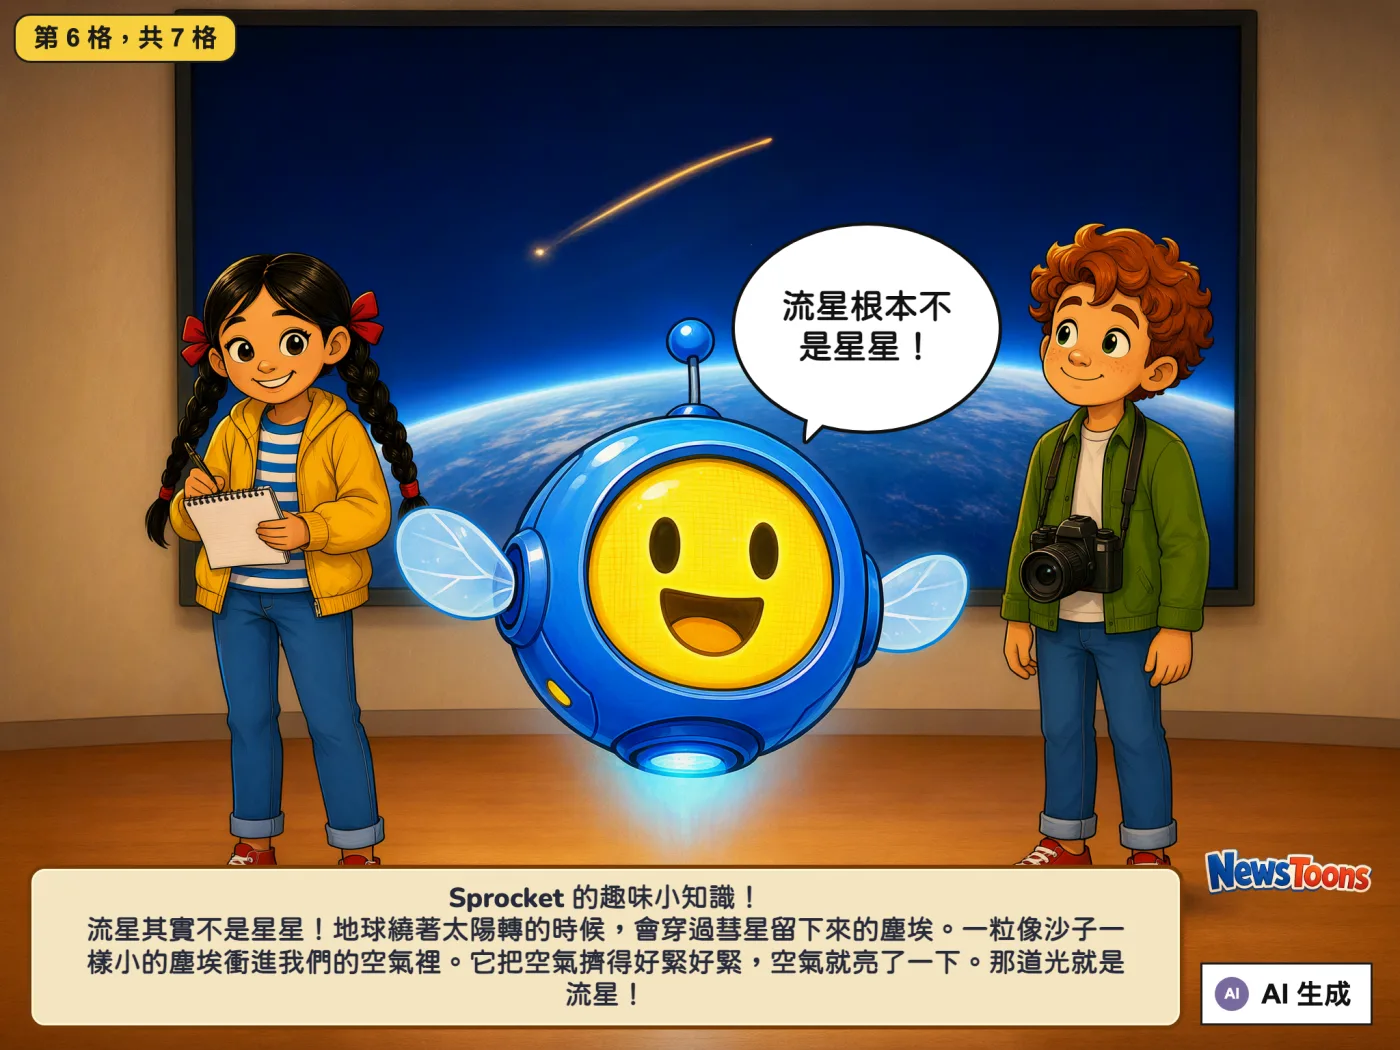 第 6 格，共 7 格
流星根本不
是星星！
Sprocket 的趣味小知識！
流星其實不是星星！地球繞著太陽轉的時候，會穿過彗星留下來的塵埃。一粒像沙子一
樣小的塵埃衝進我們的空氣裡。它把空氣擠得好緊好緊，空氣就亮了一下。那道光就是
流星！
NewsToons
AI AI 生成